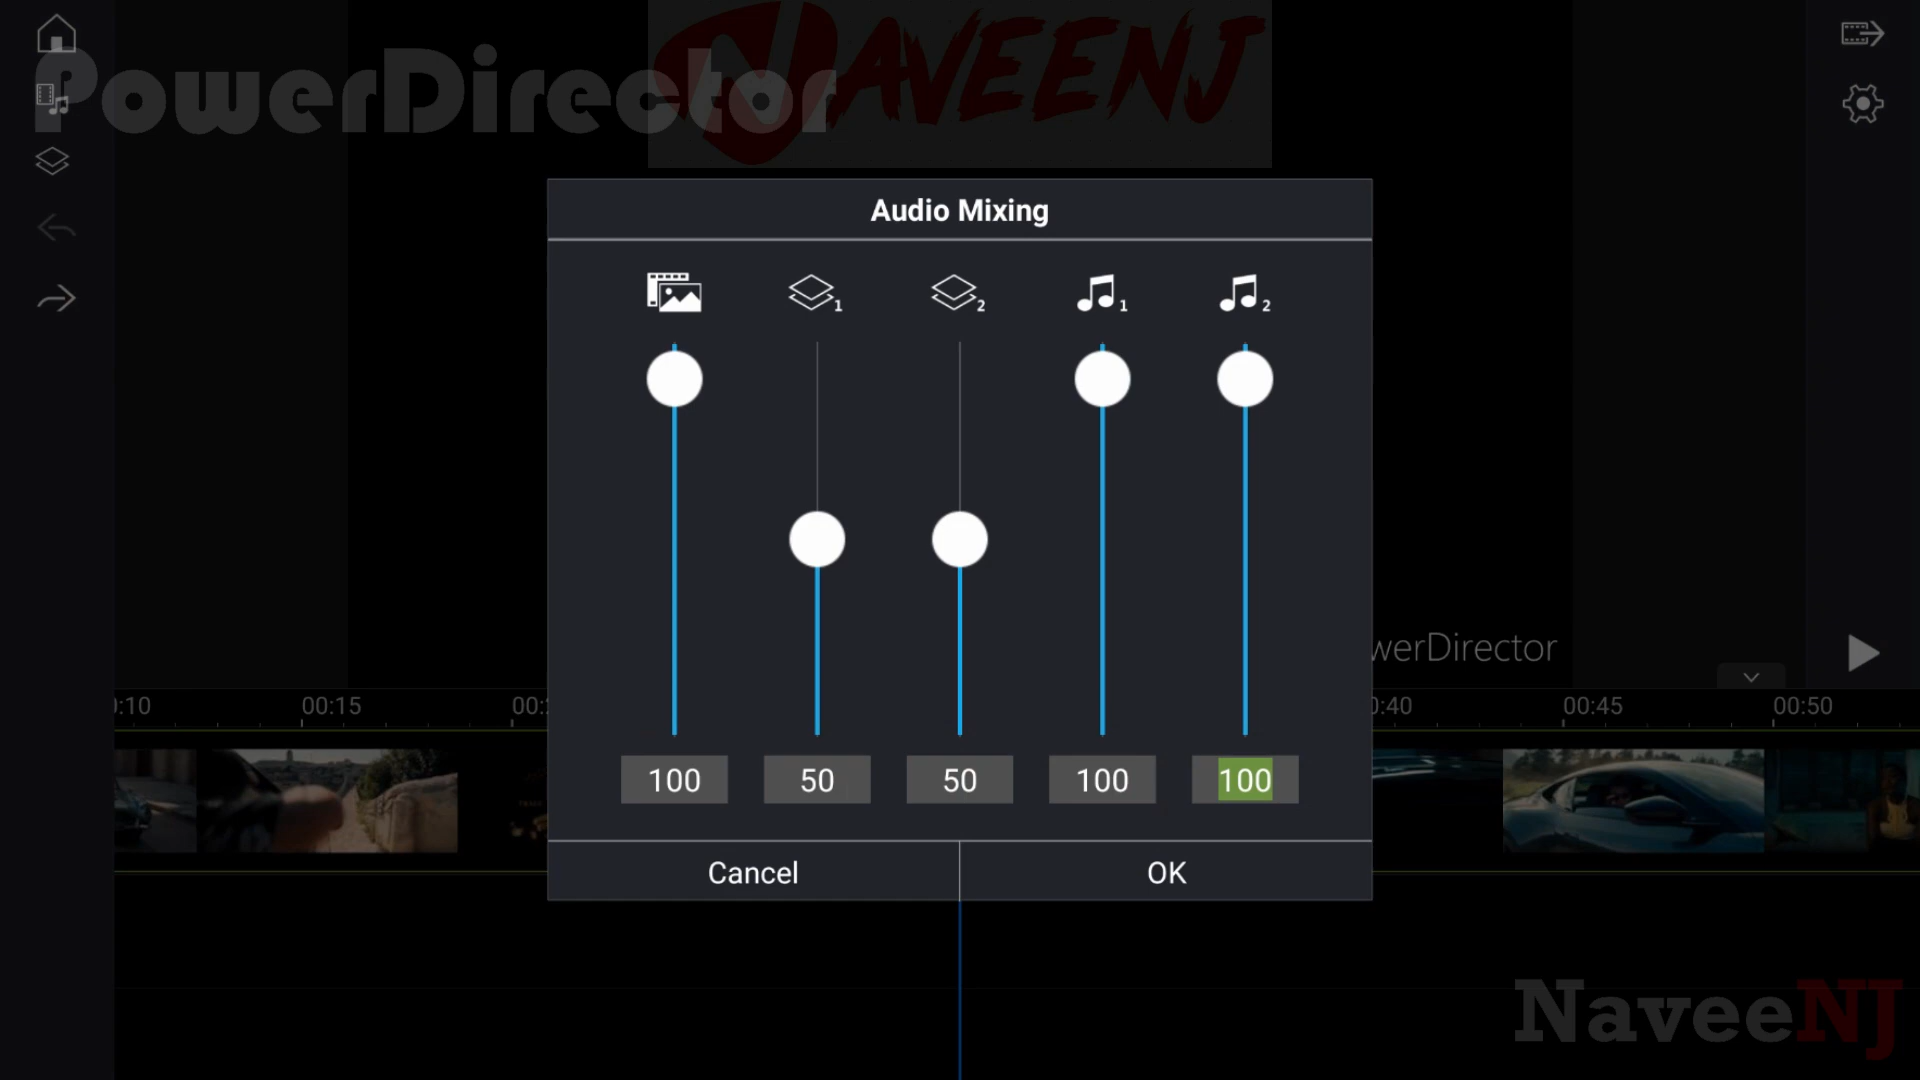 PowerDirector
NAVEENJ
Audio Mixing
1
2
1
2
werDirector
:10
00:15
00:
:40
00:45
00:50
100
50
50
100
100
Cancel
OK
NaveeNJ